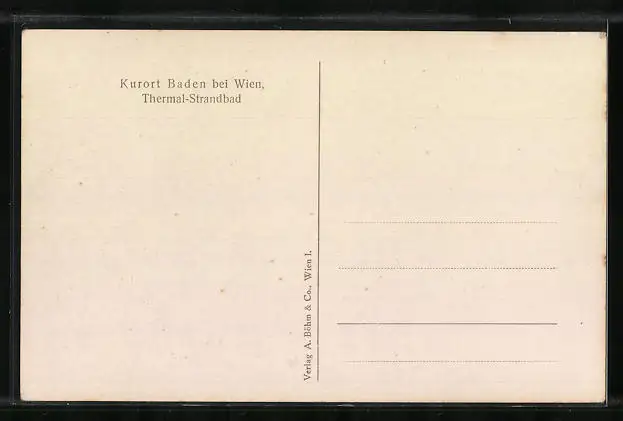 Kurort Baden bei Wien,
Thermal-Strandbad
Verlag A. Böhm & Co., Wien I.